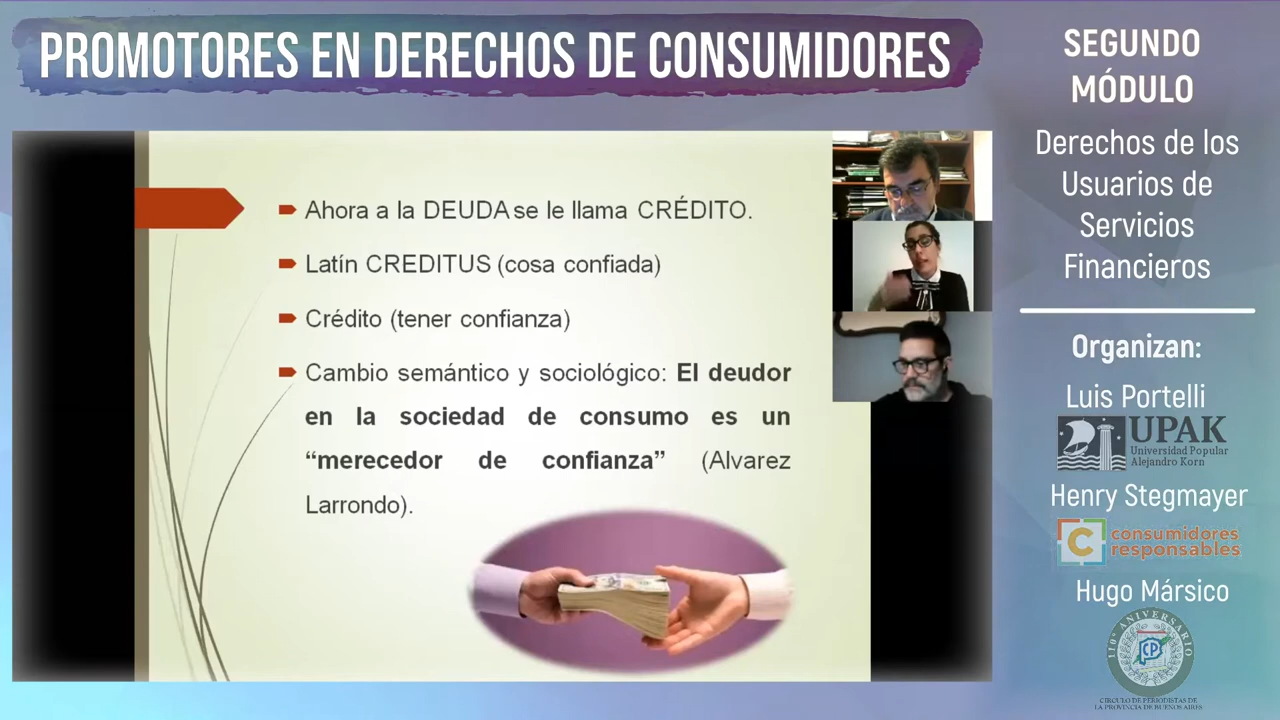 PROMOTORES EN DERECHOS DE CONSUMIDORES
Ahora a la DEUDA se le llama CRÉDITO.
Latín CREDITUS (cosa confiada)
Crédito (tener confianza)
Cambio semántico y sociológico: El deudor
en la sociedad de consumo es un
“merecedor de confianza” (Alvarez
Larrondo).
SEGUNDO
MÓDULO
Derechos de los
Usuarios de
Servicios
Financieros
Organizan:
Luis Portelli
UPAK
Universidad Popular
Alejandro Korn
Henry Stegmayer
C
consumidores
responsables
Hugo Mársico
110º ANIVERSARIO
CP
CÍRCULO DE PERIODISTAS DE
LA PROVINCIA DE BUENOS AIRES